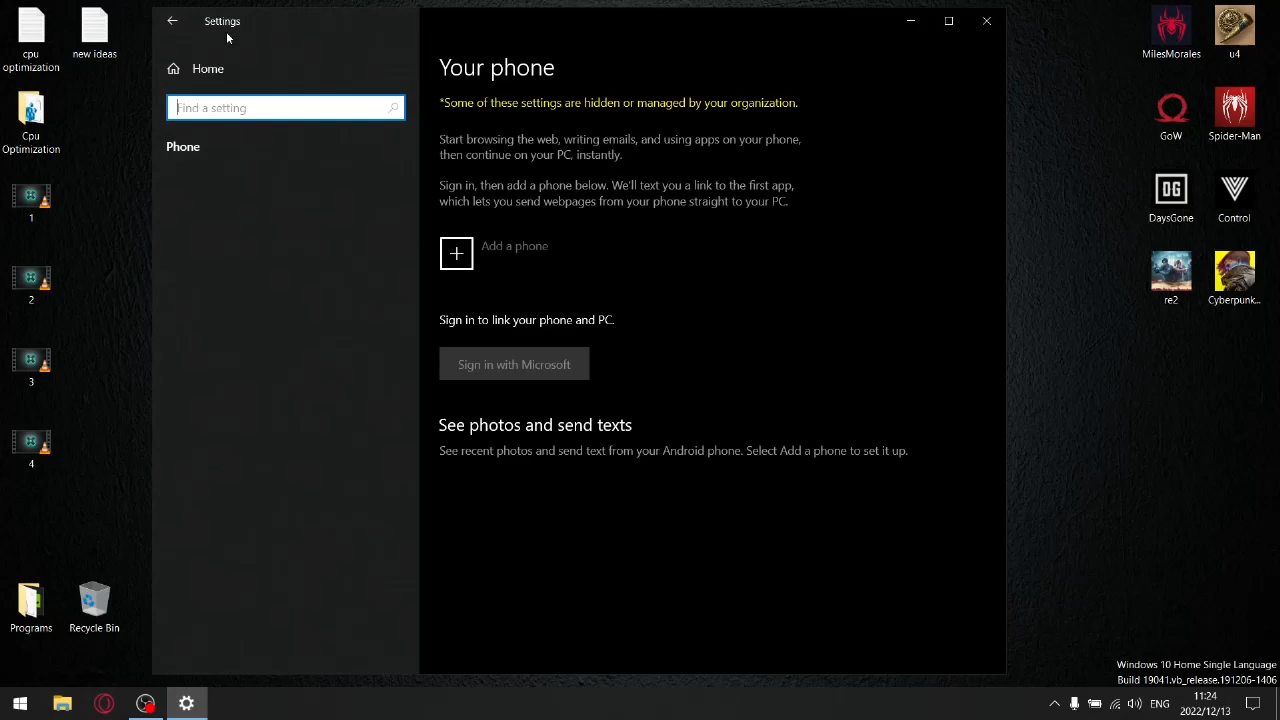 Settings
Home
Find a setting
Phone
Your phone
*Some of these settings are hidden or managed by your organization.
Start browsing the web, writing emails, and using apps on your phone,
then continue on your PC, instantly.
Sign in, then add a phone below. We'll text you a link to the first app,
which lets you send webpages from your phone straight to your PC.
Add a phone
Sign in to link your phone and PC.
Sign in with Microsoft
See photos and send texts
See recent photos and send text from your Android phone. Select Add a phone to set it up.
cpu
optimization
new ideas
Cpu
Optimization
1
2
3
4
Programs
Recycle Bin
MilesMorales
u4
GoW
Spider-Man
DG
DaysGone
Control
re2
Cyberpunk...
Windows 10 Home Single Language
Build 19041.vb_release.191206-1406
ENG
11:24
2022/12/13